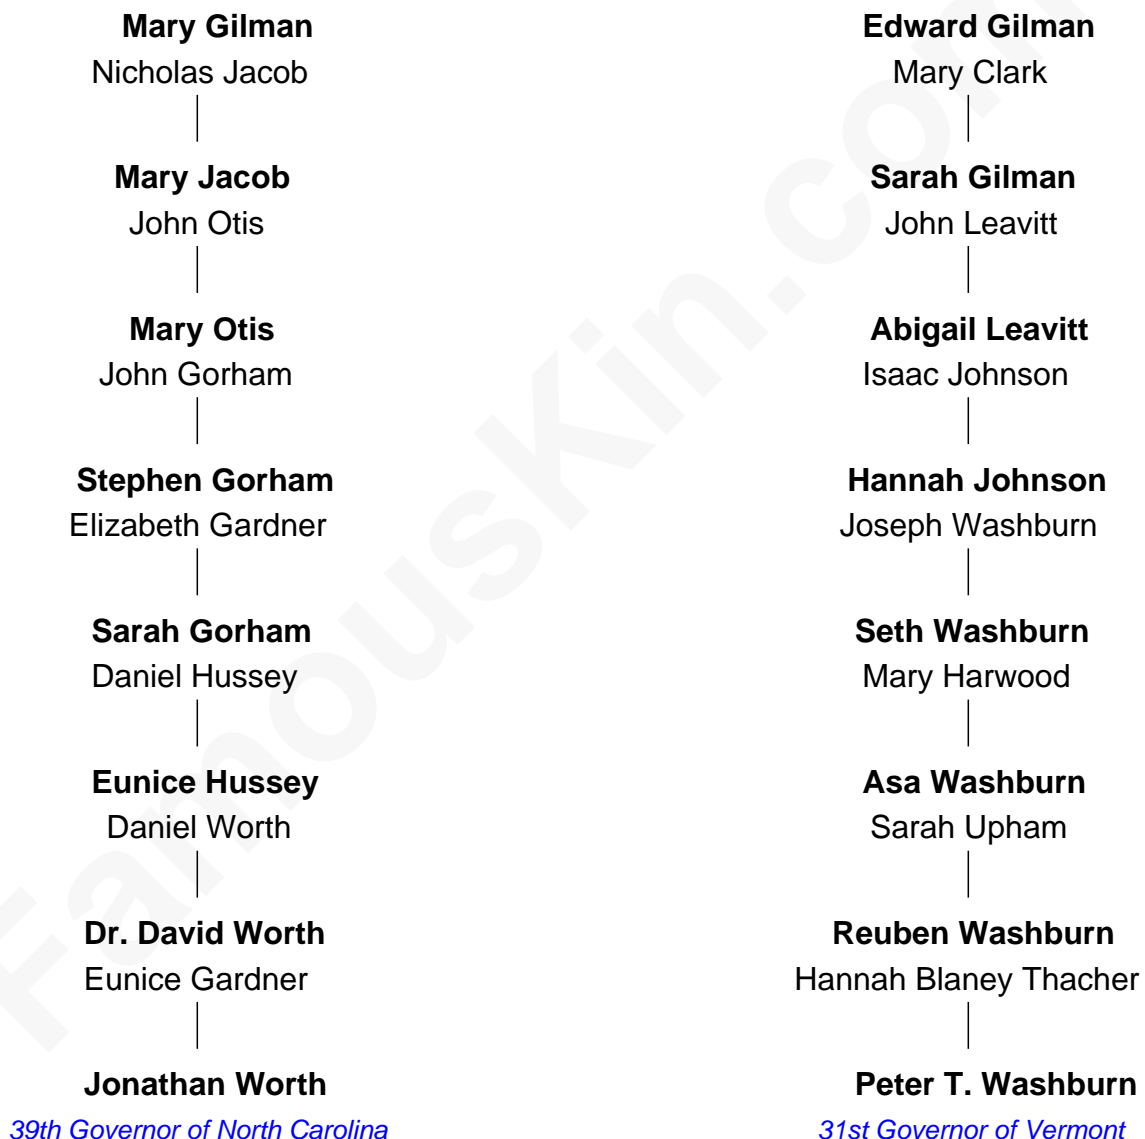 Mary Gilman
Nicholas Jacob
Mary Jacob
John Otis
Mary Otis
John Gorham
Stephen Gorham
Elizabeth Gardner
Sarah Gorham
Daniel Hussey
Eunice Hussey
Daniel Worth
Dr. David Worth
Eunice Gardner
Jonathan Worth
39th Governor of North Carolina
Edward Gilman
Mary Clark
Sarah Gilman
John Leavitt
Abigail Leavitt
Isaac Johnson
Hannah Johnson
Joseph Washburn
Seth Washburn
Mary Harwood
Asa Washburn
Sarah Upham
Reuben Washburn
Hannah Blaney Thacher
Peter T. Washburn
31st Governor of Vermont
FamousKin.com